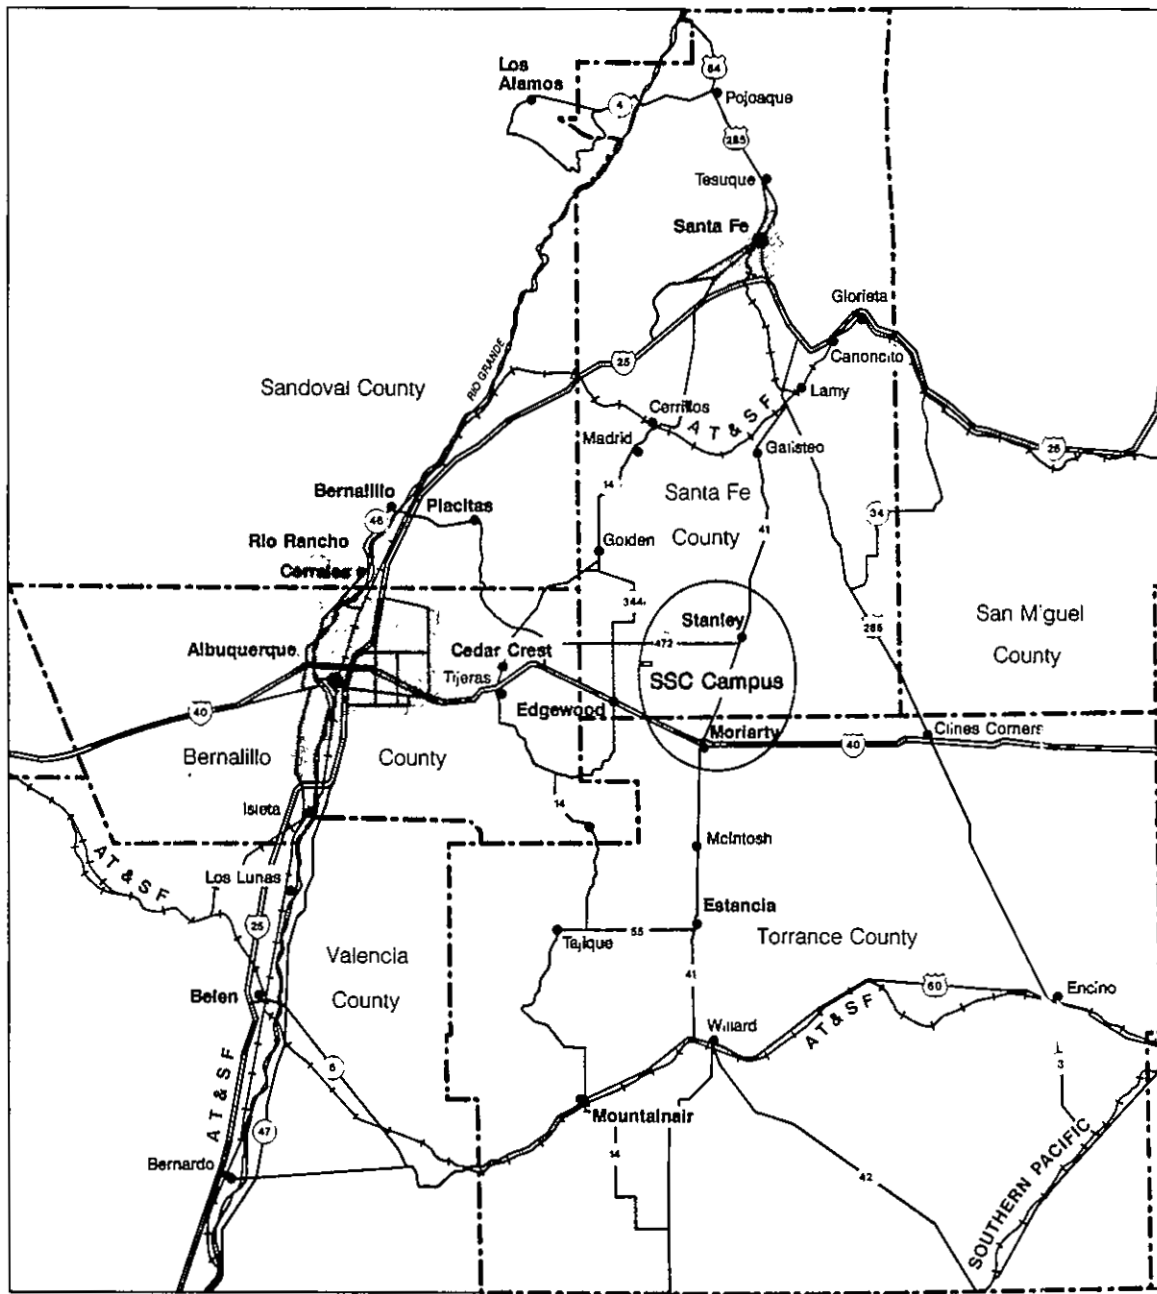 Los
Alamos
84
4
Pojoaque
285
Tesuque
Santa Fe
Glorieta
RIO GRANDE
25
Canoncito
Sandoval County
Lamy
Cerrillos
AT & SF
Madrid
Galisteo
25
14
Santa Fe
County
Bernalillo
Placitas
46
34
41
Rio Rancho
Golden
Corrales
344
Stanley
San Miguel
County
285
472
Albuquerque
Cedar Crest
Tijeras
SSC Campus
Edgewood
40
Moriarty
Clines Corners
40
Bernalillo
County
Isleta
14
McIntosh
AT & SF
Los Lunas
Estancia
25
55
Tajique
Torrance County
Valencia
County
41
60
Belen
Encino
AT & SF
Willard
AT & SF
6
3
Mountainair
47
Bernardo
14
42
SOUTHERN PACIFIC